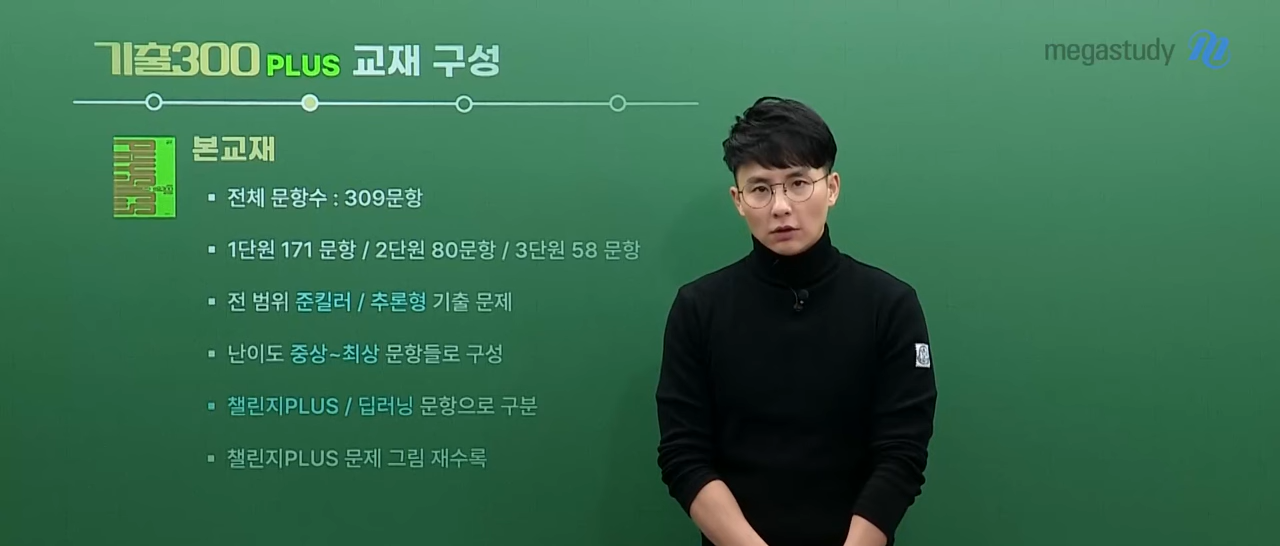 기출300 PLUS 교재 구성
megastudy
본교재
전체 문항수 : 309문항
1단원 171 문항 / 2단원 80문항 / 3단원 58 문항
전 범위 준킬러 / 추론형 기출 문제
난이도 중상~최상 문항들로 구성
챌린지PLUS / 딥러닝 문항으로 구분
챌린지PLUS 문제 그림 재수록